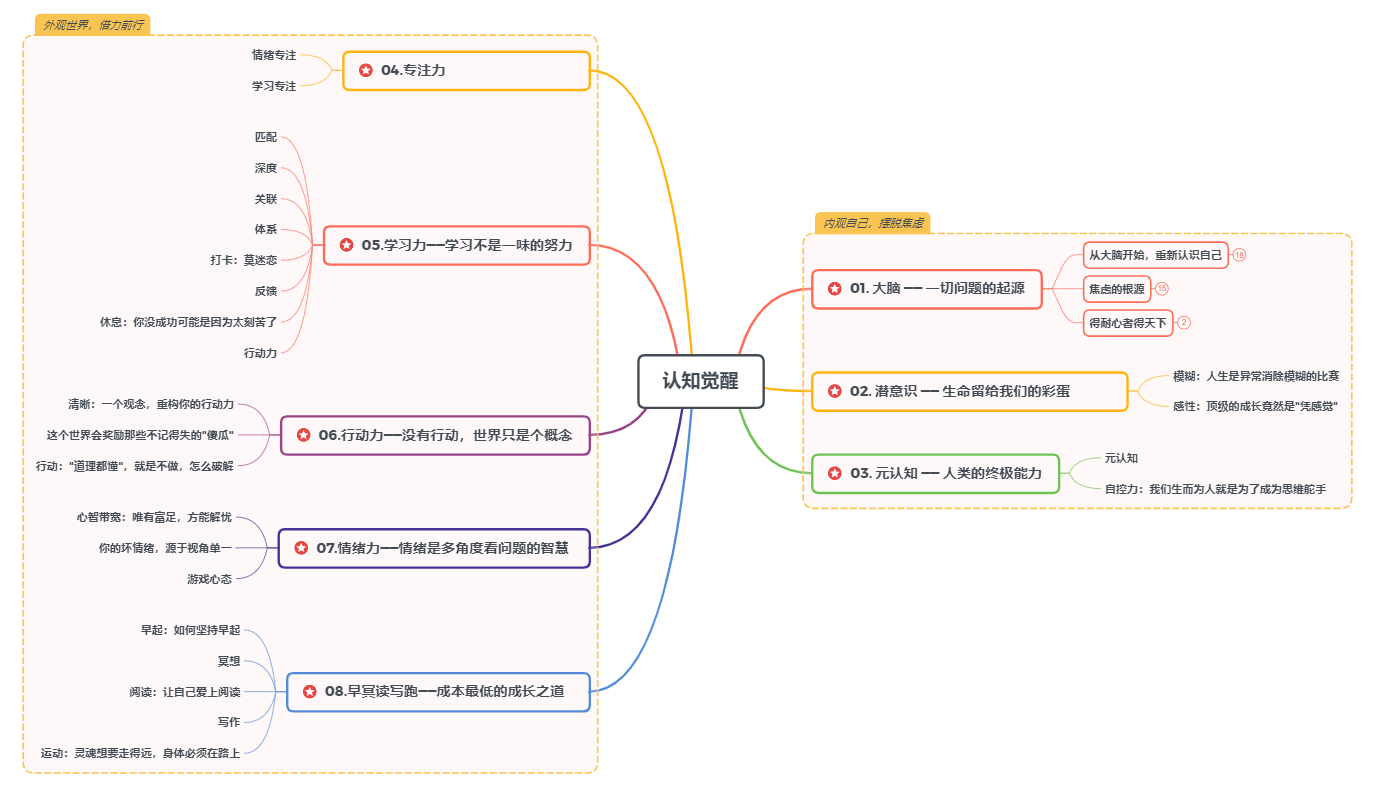 认知觉醒
内观自己，摆脱焦虑
01. 大脑 —— 一切问题的起源
从大脑开始，重新认识自己
18
焦虑的根源
15
得耐心者得天下
2
02. 潜意识 —— 生命留给我们的彩蛋
模糊：人生是异常消除模糊的比赛
感性：顶级的成长竟然是"凭感觉"
03. 元认知 —— 人类的终极能力
元认知
自控力：我们生而为人就是为了成为思维舵手
外观世界，借力前行
04.专注力
情绪专注
学习专注
05.学习力——学习不是一味的努力
匹配
深度
关联
体系
打卡：莫迷恋
反馈
休息：你没成功可能是因为太刻苦了
行动力
06.行动力——没有行动，世界只是个概念
清晰：一个观念，重构你的行动力
这个世界会奖励那些不记得失的"傻瓜"
行动："道理都懂"，就是不做，怎么破解
07.情绪力——情绪是多角度看问题的智慧
心智带宽：唯有富足，方能解忧
你的坏情绪，源于视角单一
游戏心态
08.早冥读写跑——成本最低的成长之道
早起：如何坚持早起
冥想
阅读：让自己爱上阅读
写作
运动：灵魂想要走得远，身体必须在路上